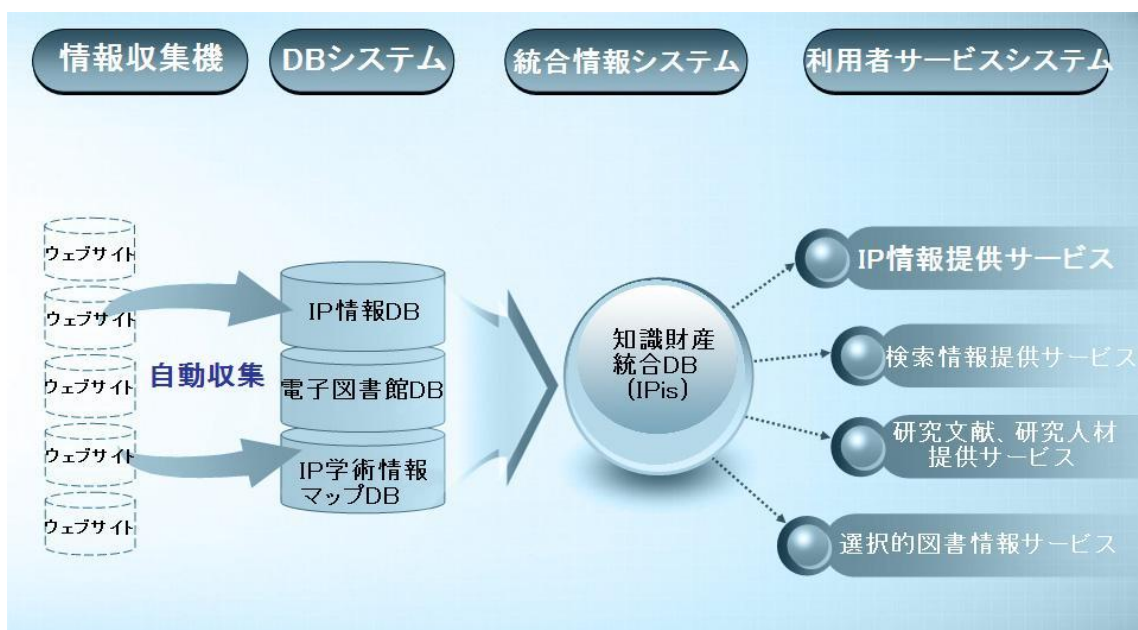 情報収集機
DBシステム
統合情報システム
利用者サービスシステム
ウェブサイト
ウェブサイト
ウェブサイト
ウェブサイト
ウェブサイト
自動収集
IP情報DB
電子図書館DB
IP学術情報
マップDB
知識財産
統合DB
(IPis)
IP情報提供サービス
検索情報提供サービス
研究文献、研究人材
提供サービス
選択的図書情報サービス